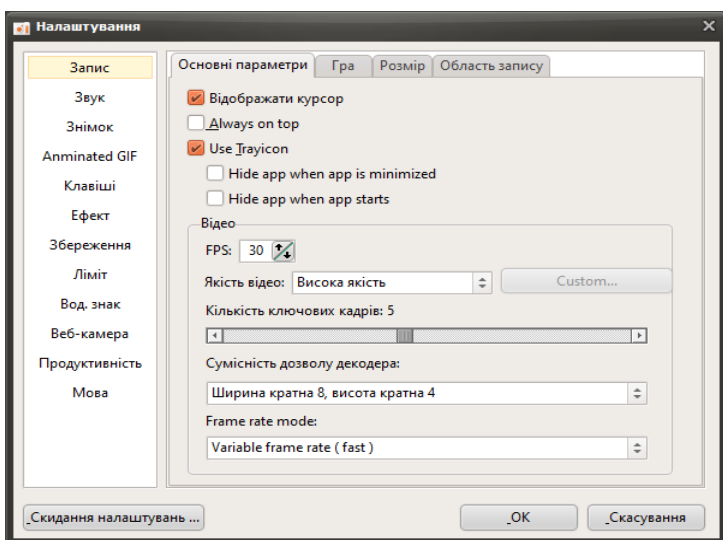 Налаштування
Запис
Звук
Знімок
Anminated GIF
Клавіші
Ефект
Збереження
Ліміт
Вод. знак
Веб-камера
Продуктивність
Мова
Основні параметри Гра Розмір Область запису
Відображати курсор
Always on top
Use Trayicon
Hide app when app is minimized
Hide app when app starts
Відео
FPS: 30
Якість відео: Висока якість Custom...
Кількість ключових кадрів: 5
Сумісність дозволу декодера:
Ширина кратна 8, висота кратна 4
Frame rate mode:
Variable frame rate ( fast )
_Скидання налаштувань ... _OK _Скасування